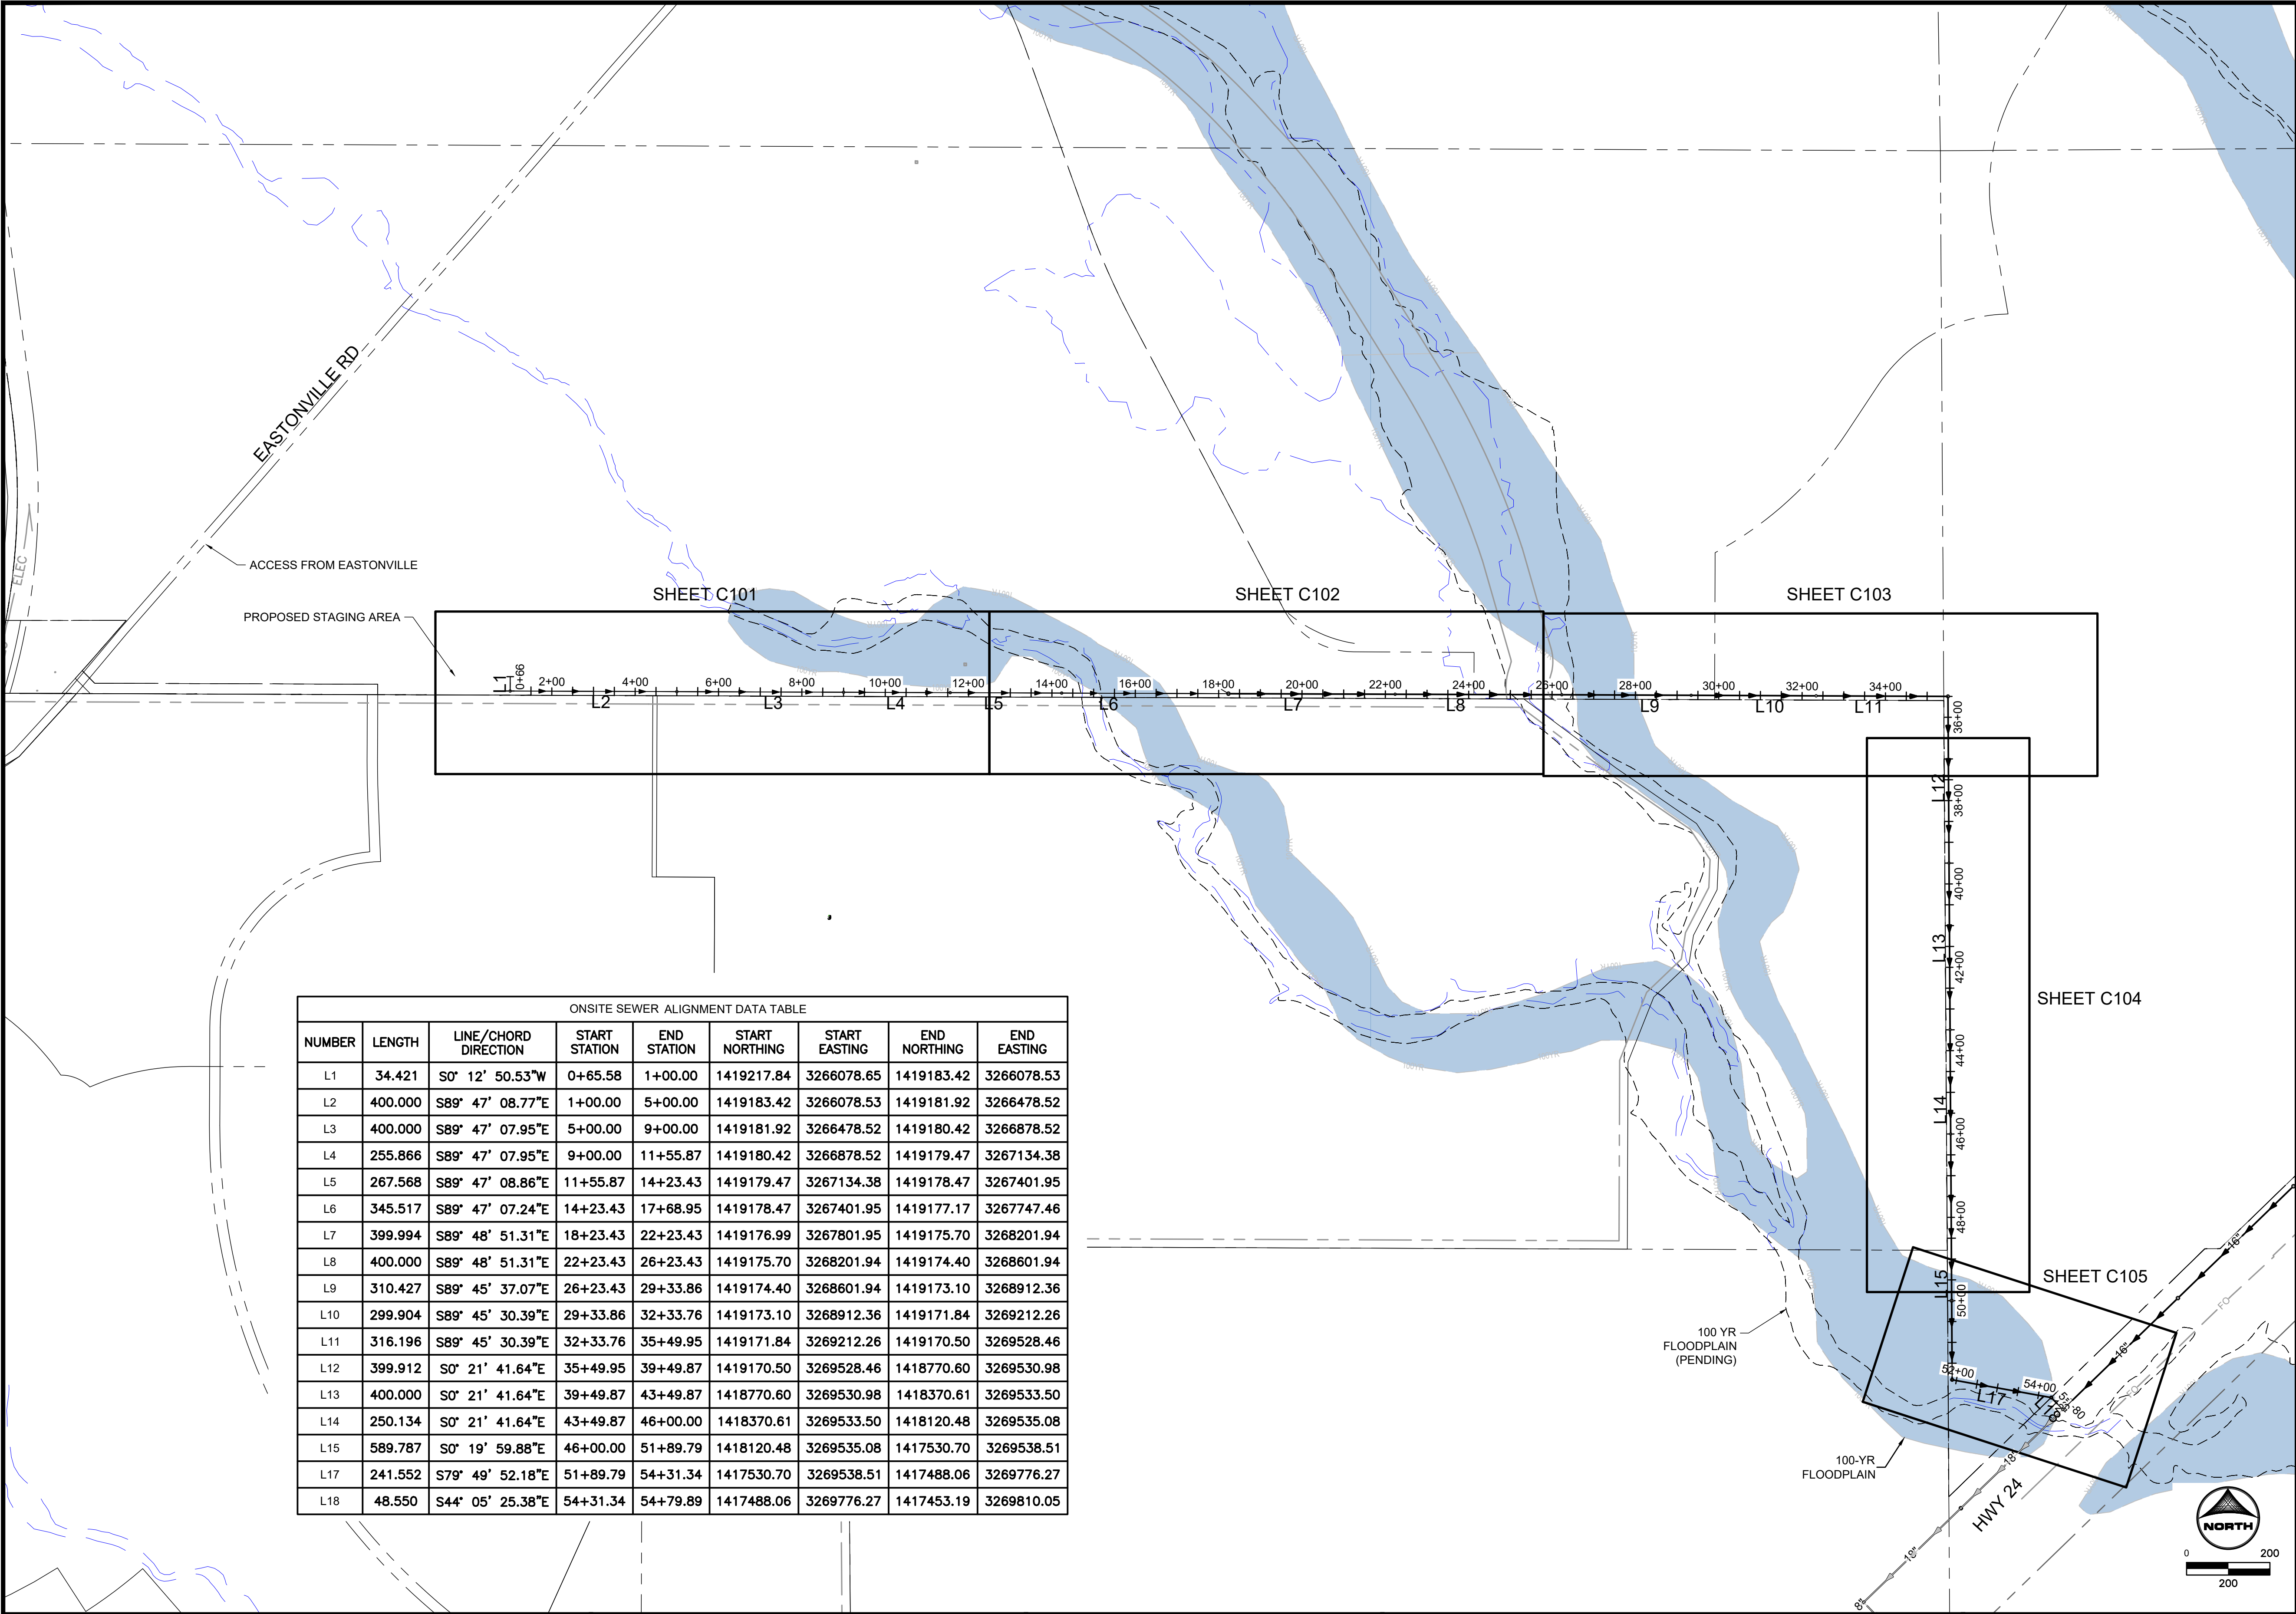 EASTONVILLE RD
ELEC
ACCESS FROM EASTONVILLE
PROPOSED STAGING AREA
SHEET C101
SHEET C102
SHEET C103
L1
0+66
2+00
4+00
6+00
8+00
10+00
12+00
14+00
16+00
18+00
20+00
22+00
24+00
26+00
28+00
30+00
32+00
34+00
L2
L3
L4
L5
L6
L7
L8
L9
L10
L11
36+00
L12
38+00
40+00
L13
42+00
SHEET C104
44+00
L14
46+00
48+00
L15
50+00
SHEET C105
52+00
L17
54+00
L18
16"
16"
FO
FO
18"
18"
8"
HWY 24
100 YR
FLOODPLAIN
(PENDING)
100-YR
FLOODPLAIN
ONSITE SEWER ALIGNMENT DATA TABLE
NUMBER LENGTH LINE/CHORD DIRECTION START STATION END STATION START NORTHING START EASTING END NORTHING END EASTING
L1 34.421 S0° 12' 50.53"W 0+65.58 1+00.00 1419217.84 3266078.65 1419183.42 3266078.53
L2 400.000 S89° 47' 08.77"E 1+00.00 5+00.00 1419183.42 3266078.53 1419181.92 3266478.52
L3 400.000 S89° 47' 07.95"E 5+00.00 9+00.00 1419181.92 3266478.52 1419180.42 3266878.52
L4 255.866 S89° 47' 07.95"E 9+00.00 11+55.87 1419180.42 3266878.52 1419179.47 3267134.38
L5 267.568 S89° 47' 08.86"E 11+55.87 14+23.43 1419179.47 3267134.38 1419178.47 3267401.95
L6 345.517 S89° 47' 07.24"E 14+23.43 17+68.95 1419178.47 3267401.95 1419177.17 3267747.46
L7 399.994 S89° 48' 51.31"E 18+23.43 22+23.43 1419176.99 3267801.95 1419175.70 3268201.94
L8 400.000 S89° 48' 51.31"E 22+23.43 26+23.43 1419175.70 3268201.94 1419174.40 3268601.94
L9 310.427 S89° 45' 37.07"E 26+23.43 29+33.86 1419174.40 3268601.94 1419173.10 3268912.36
L10 299.904 S89° 45' 30.39"E 29+33.86 32+33.76 1419173.10 3268912.36 1419171.84 3269212.26
L11 316.196 S89° 45' 30.39"E 32+33.76 35+49.95 1419171.84 3269212.26 1419170.50 3269528.46
L12 399.912 S0° 21' 41.64"E 35+49.95 39+49.87 1419170.50 3269528.46 1418770.60 3269530.98
L13 400.000 S0° 21' 41.64"E 39+49.87 43+49.87 1418770.60 3269530.98 1418370.61 3269533.50
L14 250.134 S0° 21' 41.64"E 43+49.87 46+00.00 1418370.61 3269533.50 1418120.48 3269535.08
L15 589.787 S0° 19' 59.88"E 46+00.00 51+89.79 1418120.48 3269535.08 1417530.70 3269538.51
L17 241.552 S79° 49' 52.18"E 51+89.79 54+31.34 1417530.70 3269538.51 1417488.06 3269776.27
L18 48.550 S44° 05' 25.38"E 54+31.34 54+79.89 1417488.06 3269776.27 1417453.19 3269810.05
NORTH
0 200
200